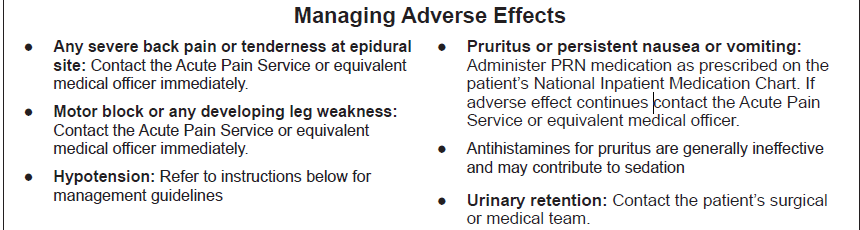 Managing Adverse Effects
● Any severe back pain or tenderness at epidural
site: Contact the Acute Pain Service or equivalent
medical officer immediately.
● Motor block or any developing leg weakness:
Contact the Acute Pain Service or equivalent
medical officer immediately.
● Hypotension: Refer to instructions below for
management guidelines
● Pruritus or persistent nausea or vomiting:
Administer PRN medication as prescribed on the
patient's National Inpatient Medication Chart. If
adverse effect continues contact the Acute Pain
Service or equivalent medical officer.
● Antihistamines for pruritus are generally ineffective
and may contribute to sedation
● Urinary retention: Contact the patient's surgical
or medical team.